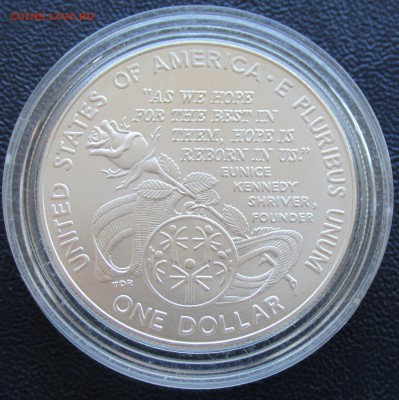 UNITED STATES OF AMERICA · E PLURIBUS UNUM
"AS WE HOPE
FOR THE BEST IN
THEM, HOPE IS
REBORN IN US."
EUNICE
KENNEDY
SHRIVER,
FOUNDER
TDR
ONE DOLLAR